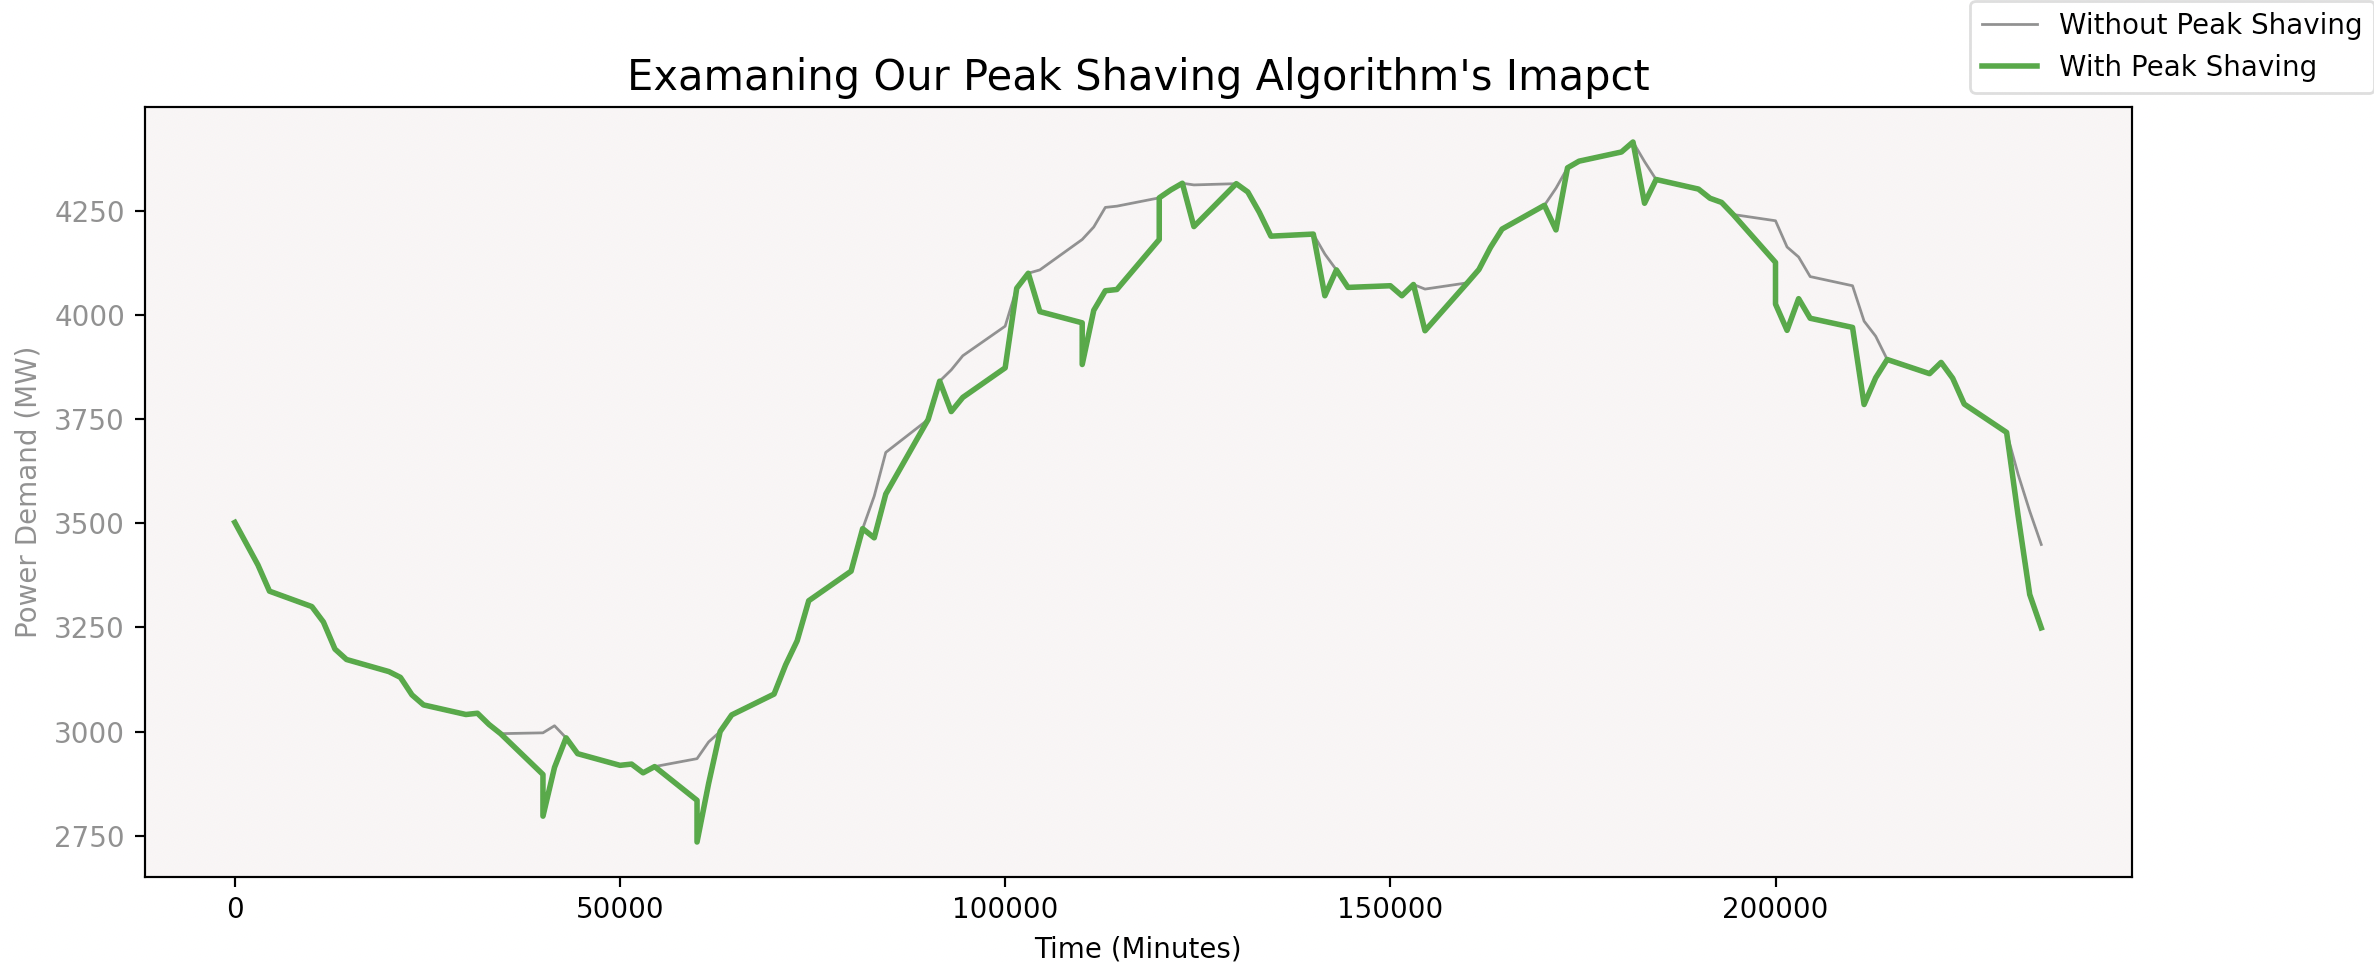 Without Peak Shaving
With Peak Shaving
Examaning Our Peak Shaving Algorithm's Imapct
Power Demand (MW)
4250
4000
3750
3500
3250
3000
2750
0 50000 100000 150000 200000
Time (Minutes)